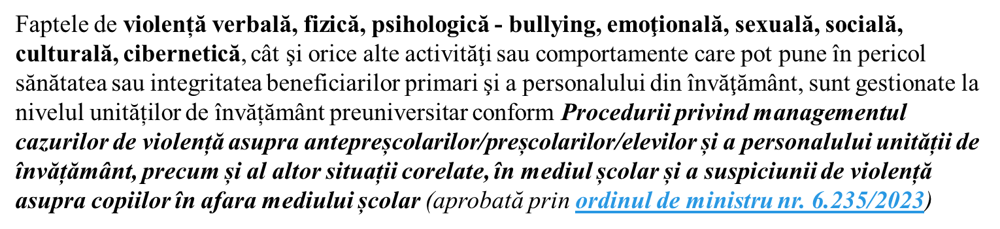 Faptele de violență verbală, fizică, psihologică - bullying, emoţională, sexuală, socială,
culturală, cibernetică, cât şi orice alte activităţi sau comportamente care pot pune în pericol
sănătatea sau integritatea beneficiarilor primari şi a personalului din învăţământ, sunt gestionate la
nivelul unităților de învățământ preuniversitar conform Procedurii privind managementul
cazurilor de violență asupra antepreșcolarilor/preșcolarilor/elevilor și a personalului unității de
învățământ, precum și al altor situații corelate, în mediul școlar și a suspiciunii de violență
asupra copiilor în afara mediului școlar (aprobată prin ordinul de ministru nr. 6.235/2023)